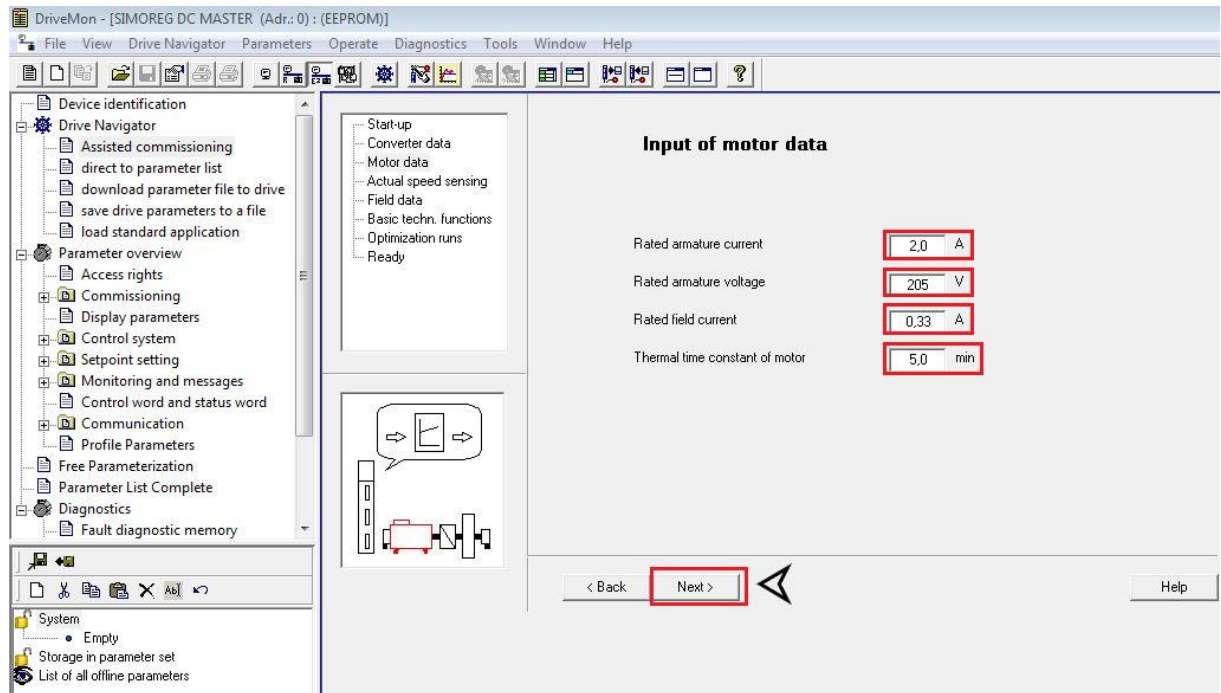 DriveMon - [SIMOREG DC MASTER (Adr.: 0) : (EEPROM)]
File View Drive Navigator Parameters Operate Diagnostics Tools Window Help
Device identification
Drive Navigator
Assisted commissioning
direct to parameter list
download parameter file to drive
save drive parameters to a file
load standard application
Parameter overview
Access rights
Commissioning
Display parameters
Control system
Setpoint setting
Monitoring and messages
Control word and status word
Communication
Profile Parameters
Free Parameterization
Parameter List Complete
Diagnostics
Fault diagnostic memory
System
Empty
Storage in parameter set
List of all offline parameters
Start-up
Converter data
Motor data
Actual speed sensing
Field data
Basic techn. functions
Optimization runs
Ready
Input of motor data
Rated armature current 2,0 A
Rated armature voltage 205 V
Rated field current 0,33 A
Thermal time constant of motor 5,0 min
< Back Next > Help